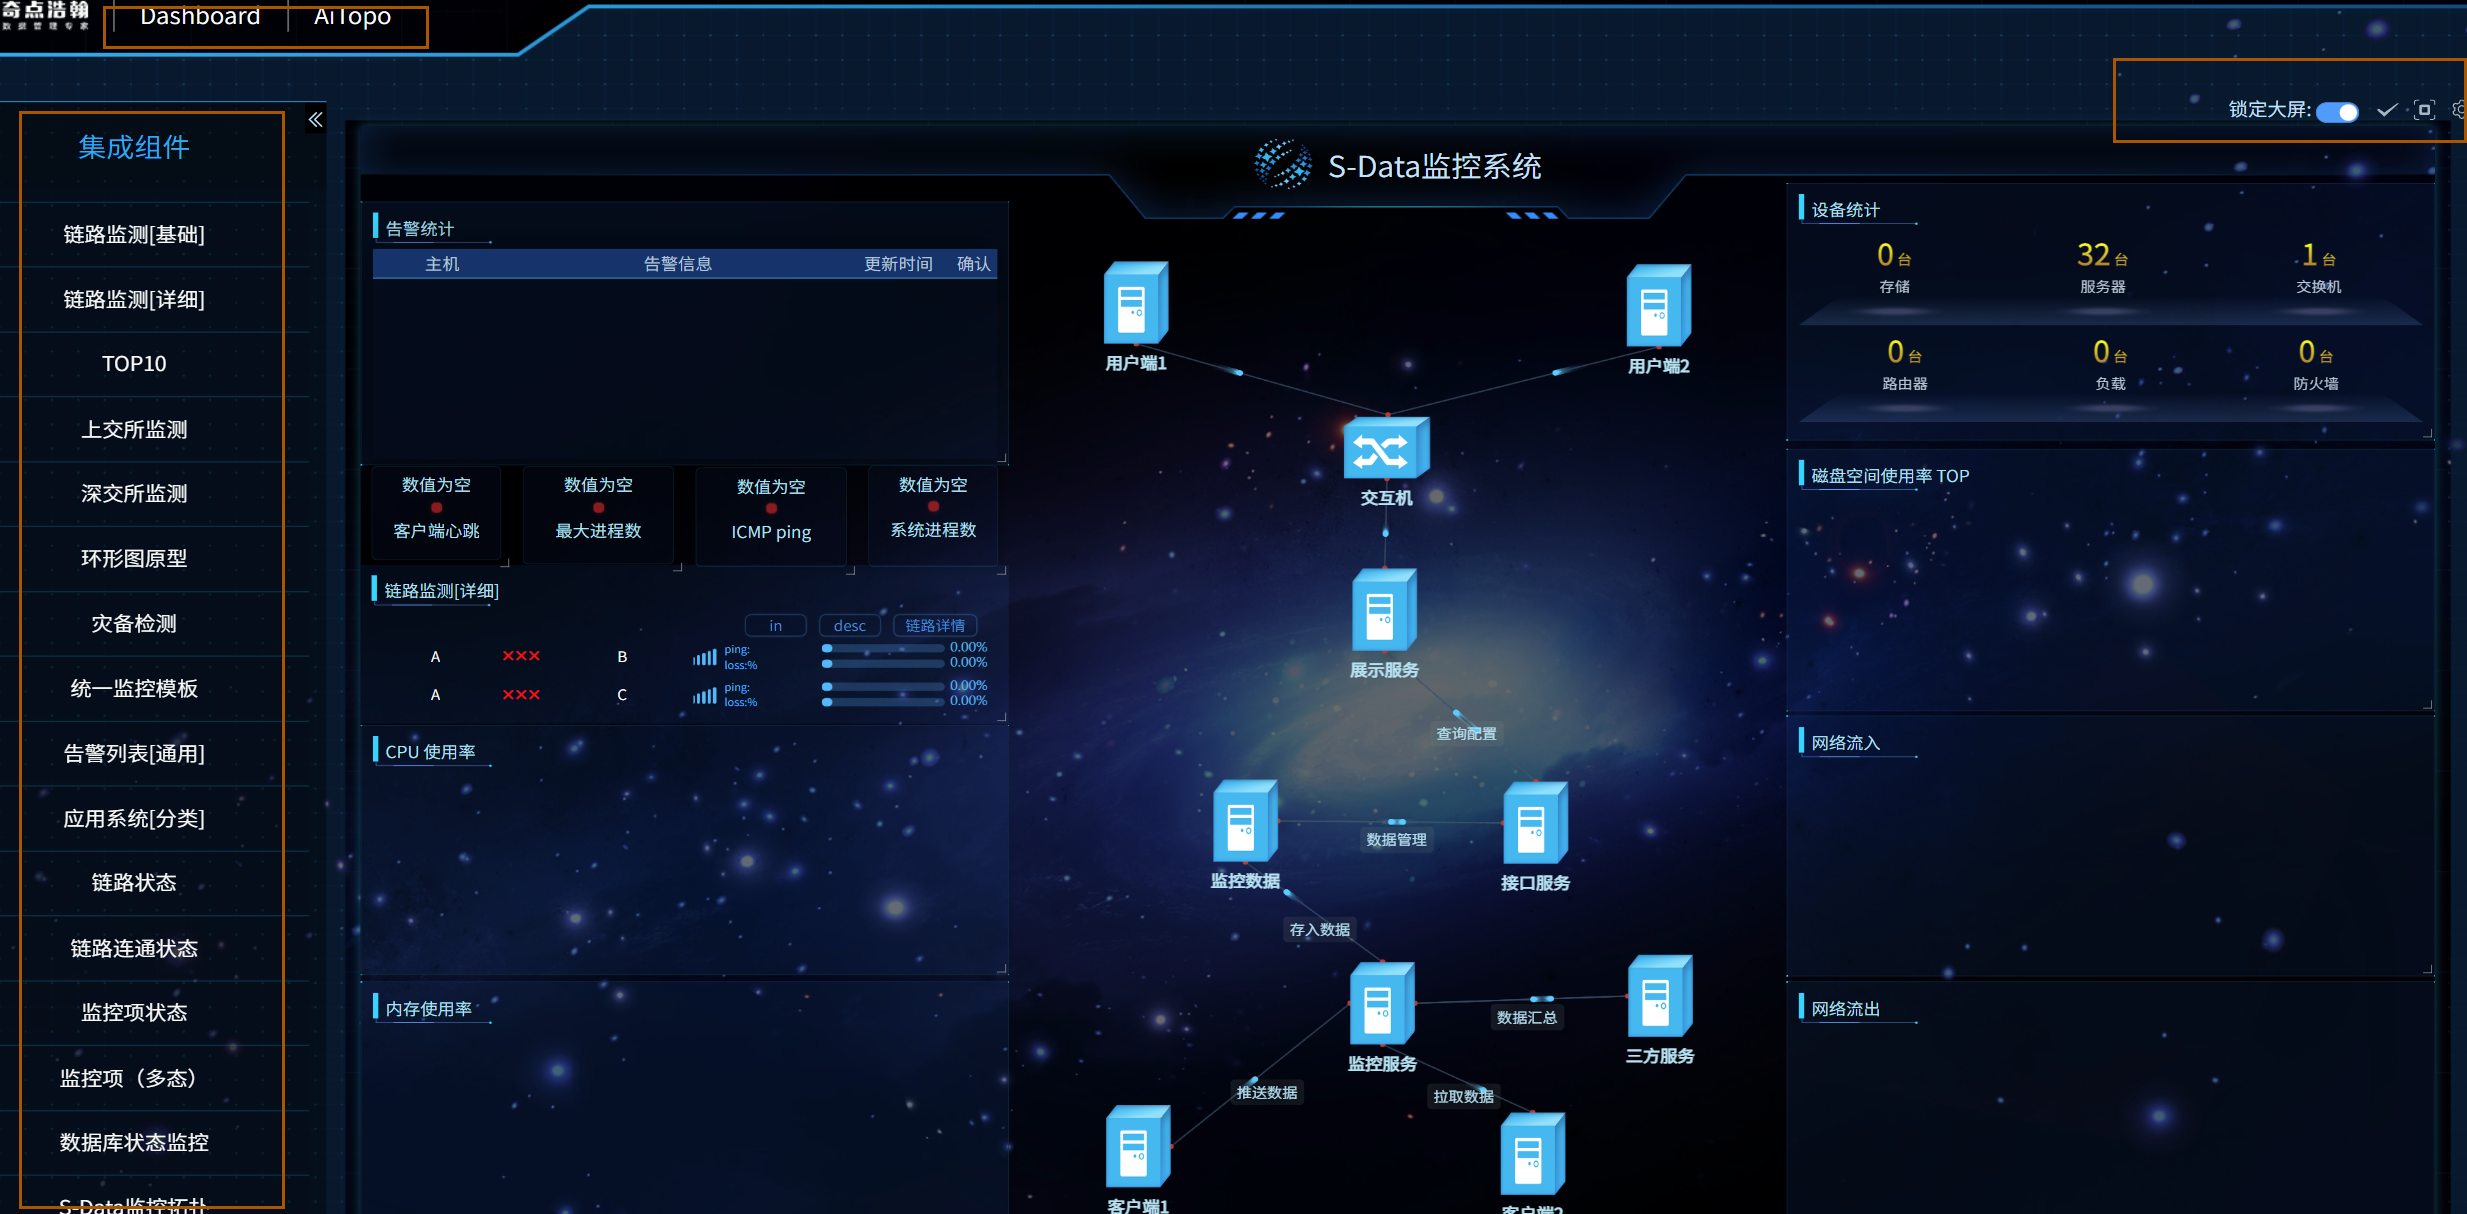 奇点浩瀚
数据管理专家
Dashboard
AiTopo
锁定大屏:
集成组件
链路监测[基础]
链路监测[详细]
TOP10
上交所监测
深交所监测
环形图原型
灾备检测
统一监控模板
告警列表[通用]
应用系统[分类]
链路状态
链路连通状态
监控项状态
监控项（多态）
数据库状态监控
S-Data监控拓扑
S-Data监控系统
告警统计
主机 告警信息 更新时间 确认
数值为空
客户端心跳
数值为空
最大进程数
数值为空
ICMP ping
数值为空
系统进程数
链路监测[详细]
in desc 链路详情
A ××× B ping: 0.00%
loss:% 0.00%
A ××× C ping: 0.00%
loss:% 0.00%
CPU 使用率
内存使用率
用户端1
用户端2
交互机
展示服务
查询配置
数据管理
监控数据
接口服务
存入数据
数据汇总
监控服务
三方服务
推送数据
拉取数据
客户端1
客户端2
设备统计
0台 32台 1台
存储 服务器 交换机
0台 0台 0台
路由器 负载 防火墙
磁盘空间使用率 TOP
网络流入
网络流出